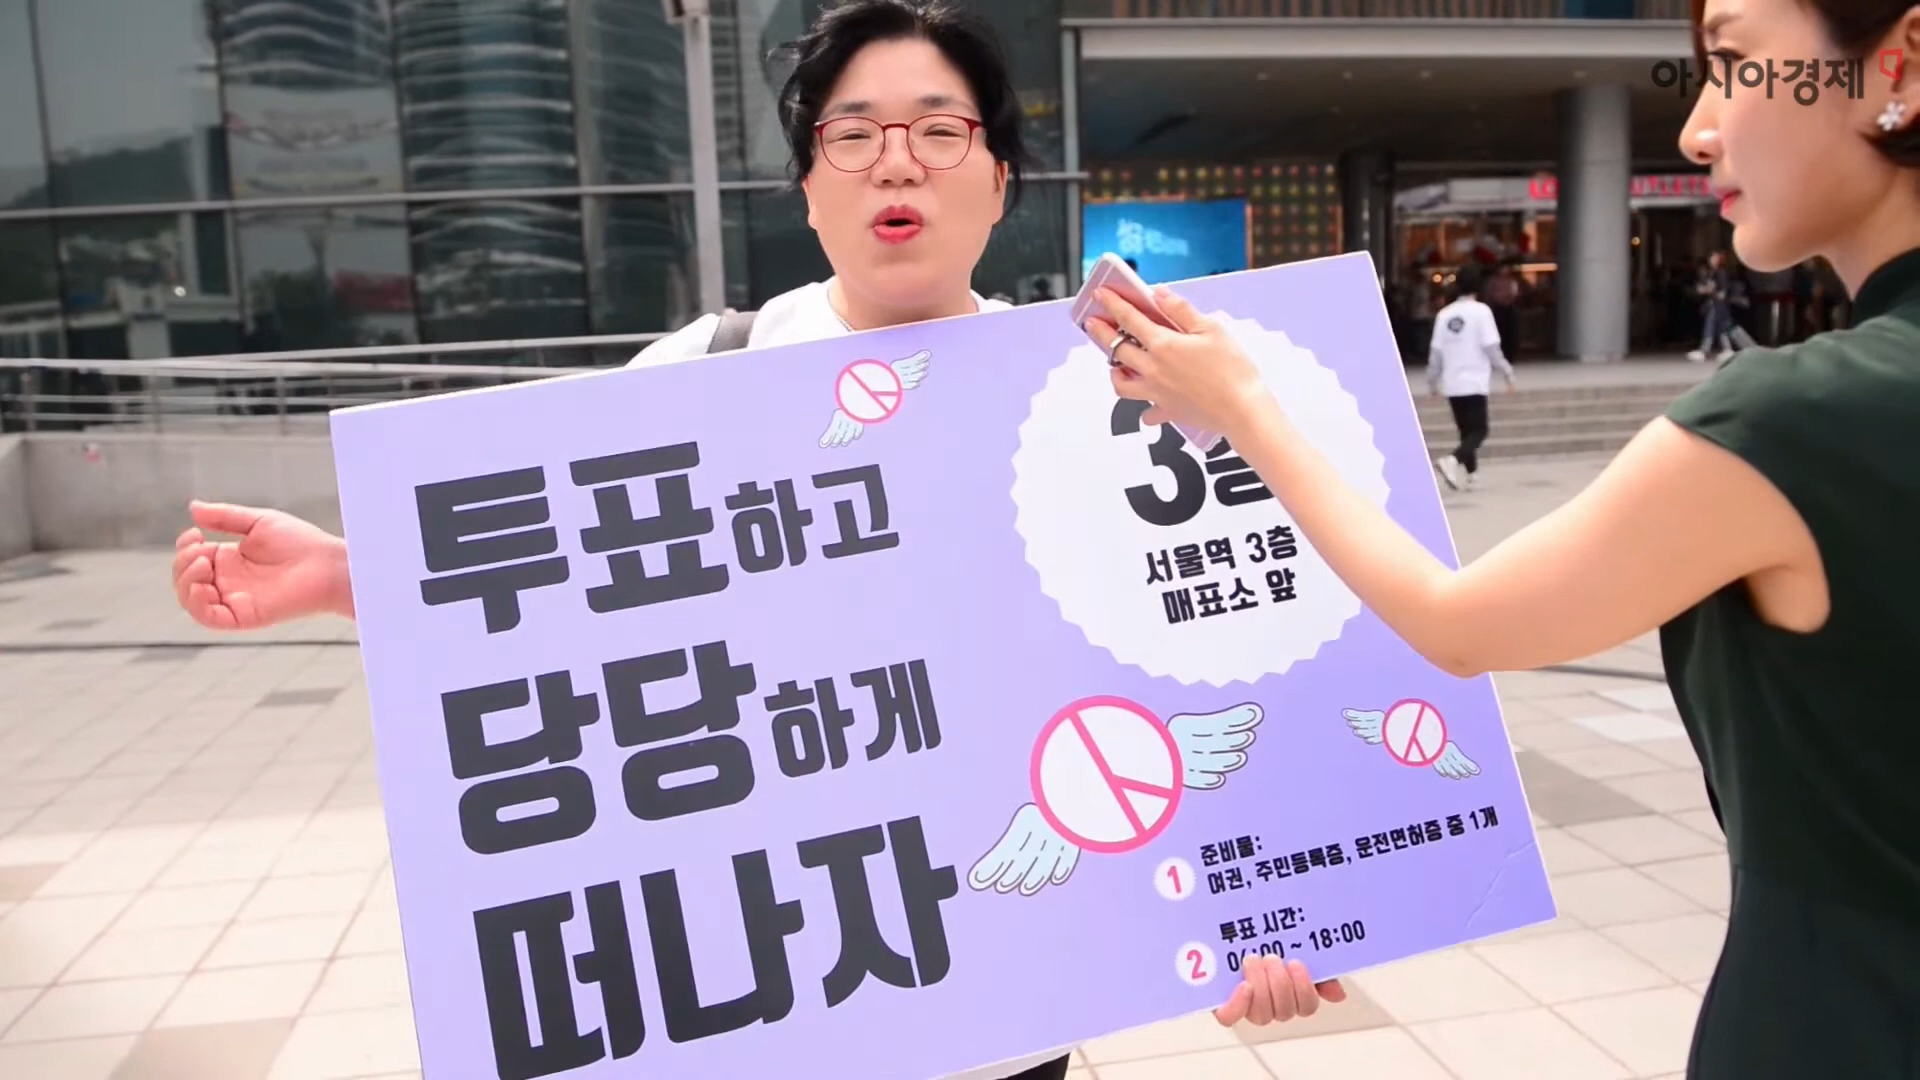 아시아경제
투표하고
당당하게
떠나자
3층
서울역 3층
매표소 앞
1 준비물:
여권, 주민등록증, 운전면허증 중 1개
2 투표 시간:
~ 18:00